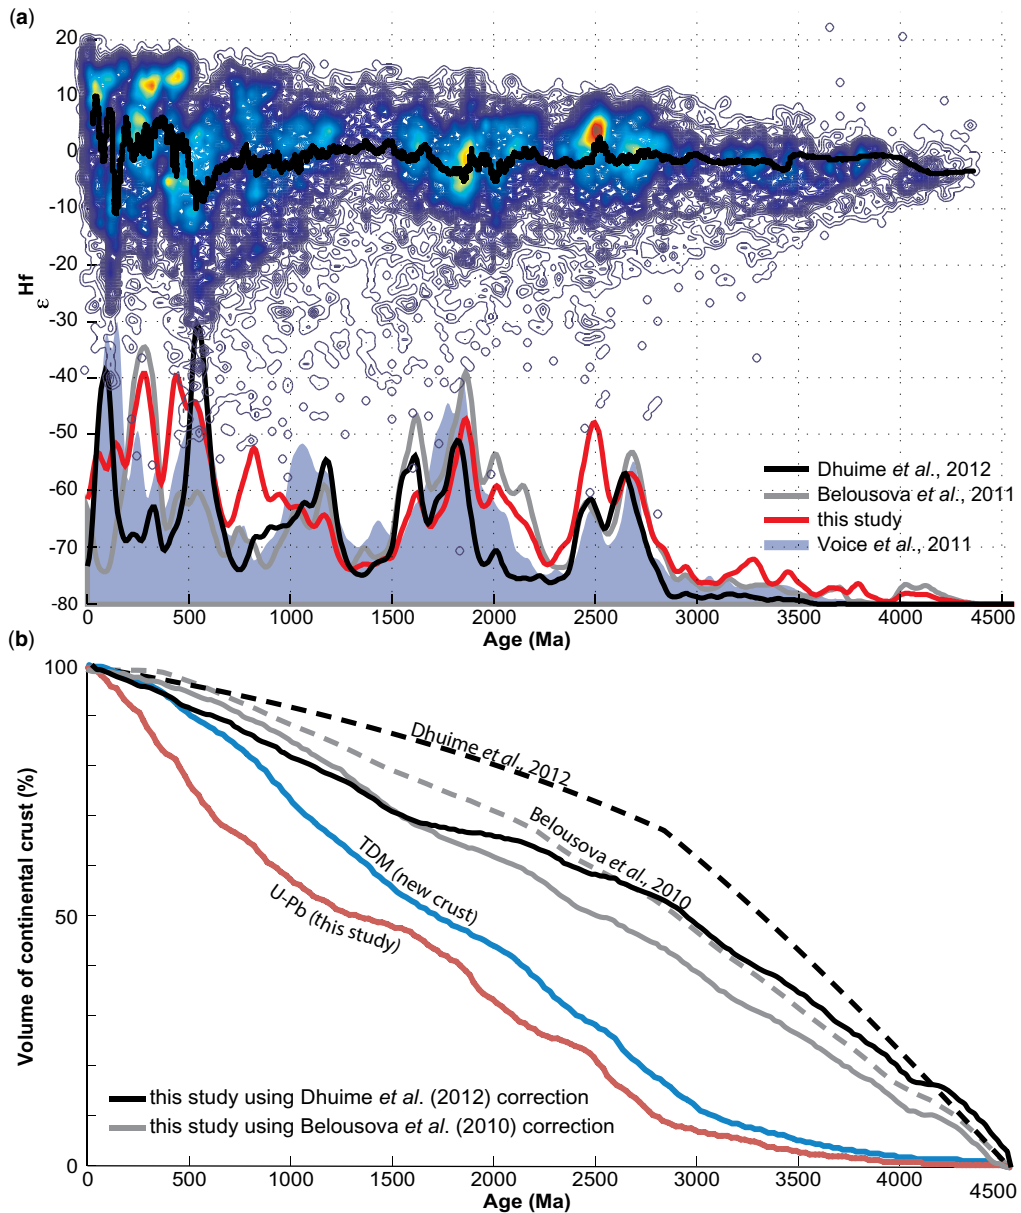 (a)
20
10
0
-10
-20
-30
-40
-50
-60
-70
-80
Hf
ε
Dhuime et al., 2012
Belousova et al., 2011
this study
Voice et al., 2011
0 500 1000 1500 2000 2500 3000 3500 4000 4500
Age (Ma)
(b)
100
50
0
Volume of continental crust (%)
Dhuime et al., 2012
Belousova et al., 2010
TDM (new crust)
U-Pb (this study)
this study using Dhuime et al. (2012) correction
this study using Belousova et al. (2010) correction
0 500 1000 1500 2000 2500 3000 3500 4000 4500
Age (Ma)